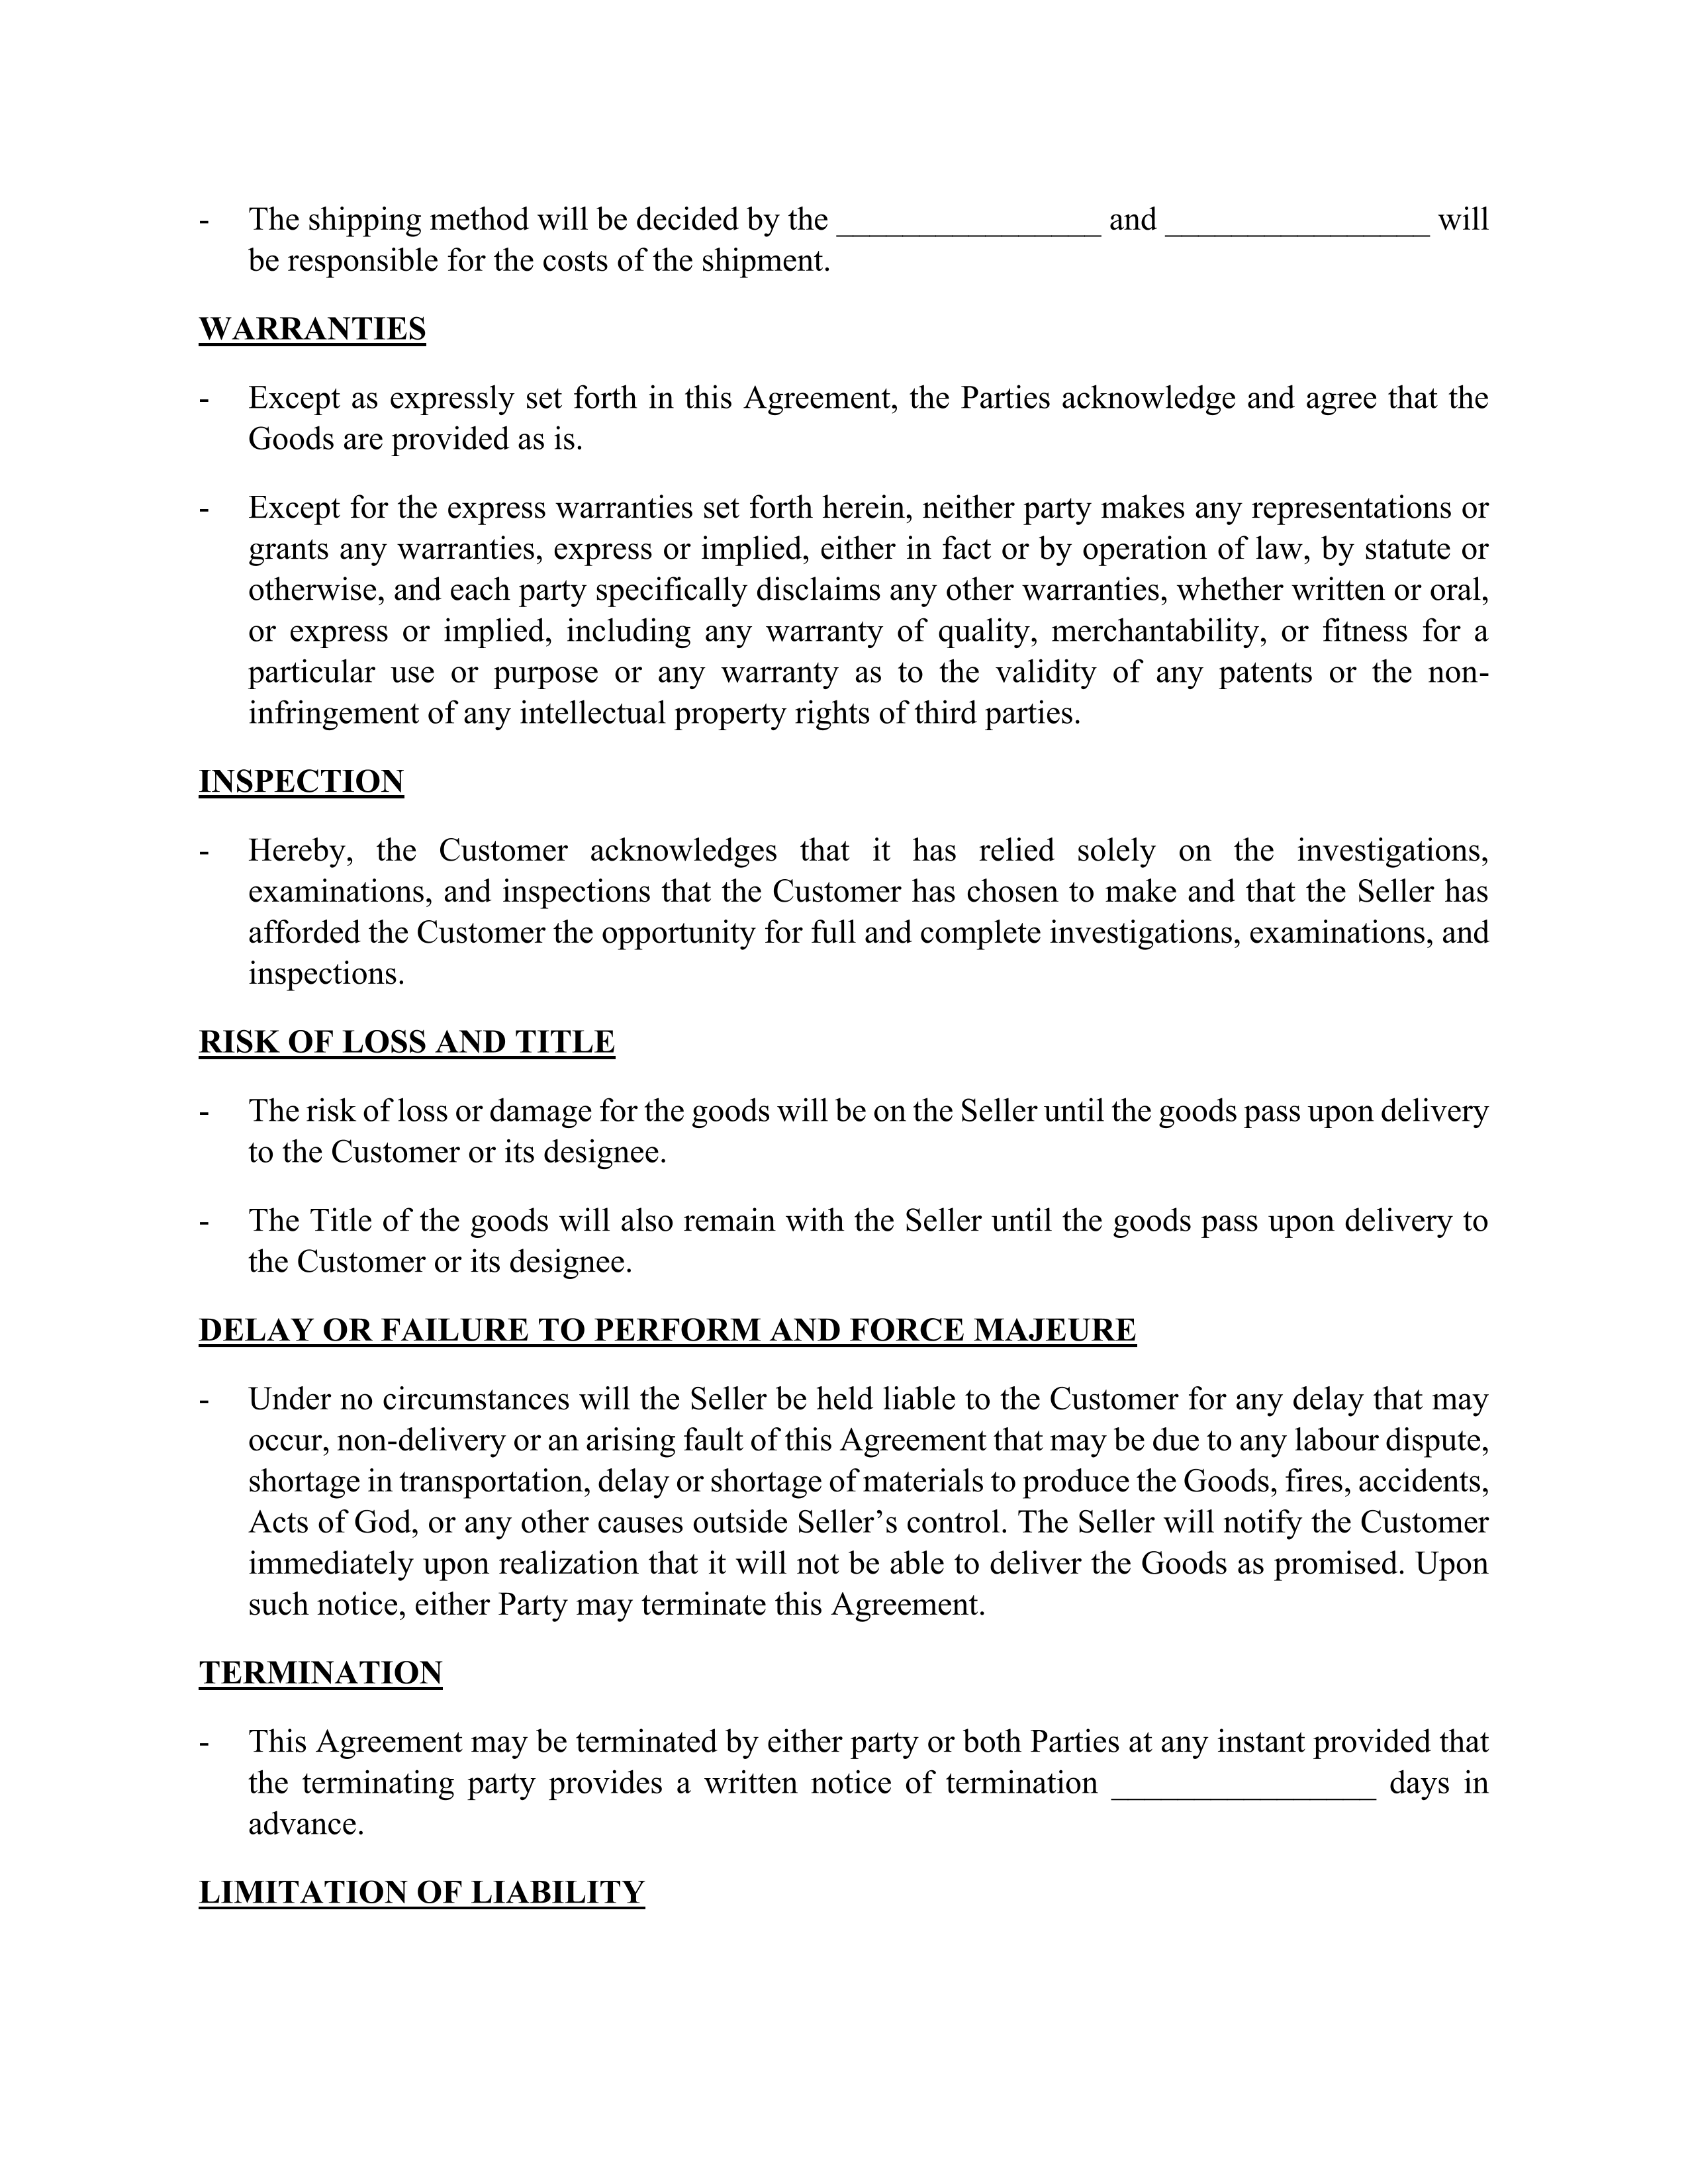 - The shipping method will be decided by the ________________ and ________________ will
be responsible for the costs of the shipment.
WARRANTIES
- Except as expressly set forth in this Agreement, the Parties acknowledge and agree that the
Goods are provided as is.
- Except for the express warranties set forth herein, neither party makes any representations or
grants any warranties, express or implied, either in fact or by operation of law, by statute or
otherwise, and each party specifically disclaims any other warranties, whether written or oral,
or express or implied, including any warranty of quality, merchantability, or fitness for a
particular use or purpose or any warranty as to the validity of any patents or the non-
infringement of any intellectual property rights of third parties.
INSPECTION
- Hereby, the Customer acknowledges that it has relied solely on the investigations,
examinations, and inspections that the Customer has chosen to make and that the Seller has
afforded the Customer the opportunity for full and complete investigations, examinations, and
inspections.
RISK OF LOSS AND TITLE
- The risk of loss or damage for the goods will be on the Seller until the goods pass upon delivery
to the Customer or its designee.
- The Title of the goods will also remain with the Seller until the goods pass upon delivery to
the Customer or its designee.
DELAY OR FAILURE TO PERFORM AND FORCE MAJEURE
- Under no circumstances will the Seller be held liable to the Customer for any delay that may
occur, non-delivery or an arising fault of this Agreement that may be due to any labour dispute,
shortage in transportation, delay or shortage of materials to produce the Goods, fires, accidents,
Acts of God, or any other causes outside Seller’s control. The Seller will notify the Customer
immediately upon realization that it will not be able to deliver the Goods as promised. Upon
such notice, either Party may terminate this Agreement.
TERMINATION
- This Agreement may be terminated by either party or both Parties at any instant provided that
the terminating party provides a written notice of termination ________________ days in
advance.
LIMITATION OF LIABILITY